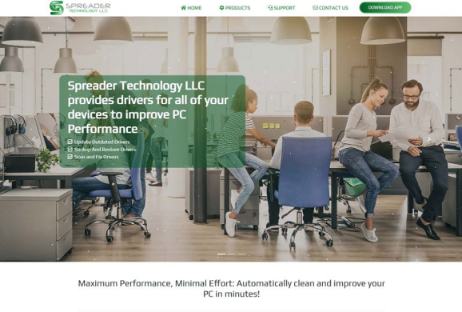 SPREADER
TECHNOLOGY LLC
HOME
PRODUCTS
SUPPORT
CONTACT US
DOWNLOAD APP
Spreader Technology LLC
provides drivers for all of your
devices to improve PC
Performance
Update Outdated Drivers
Backup And Restore Drivers
Scan and Fix Drivers
Maximum Performance, Minimal Effort: Automatically clean and improve your
PC in minutes!